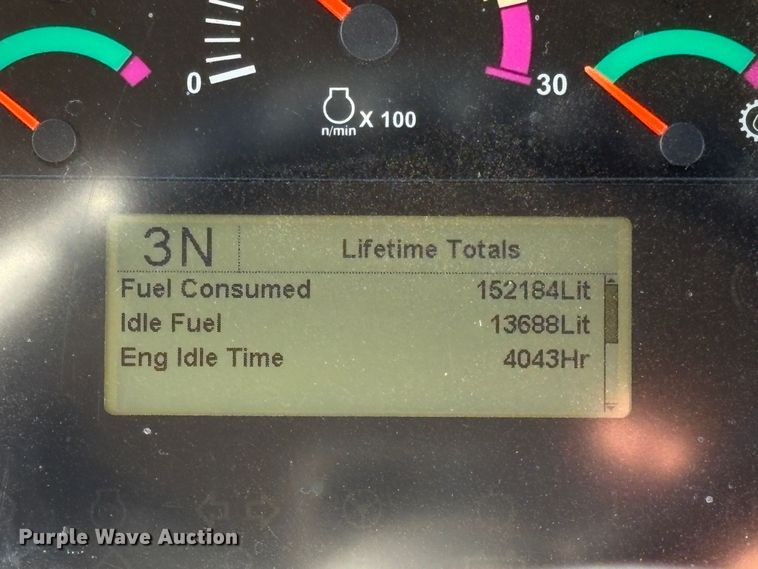 0
30
n/min X 100
3N Lifetime Totals
Fuel Consumed 152184Lit
Idle Fuel 13688Lit
Eng Idle Time 4043Hr
Purple Wave Auction